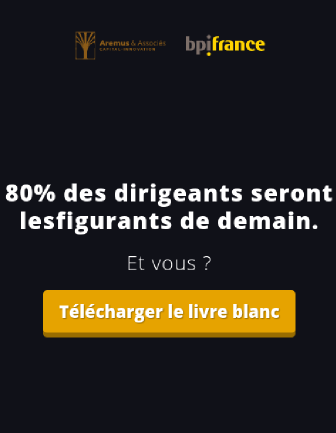 Aremus & Associés
CAPITAL INNOVATION
bpifrance
80% des dirigeants seront
lesfigurants de demain.
Et vous ?
Télécharger le livre blanc